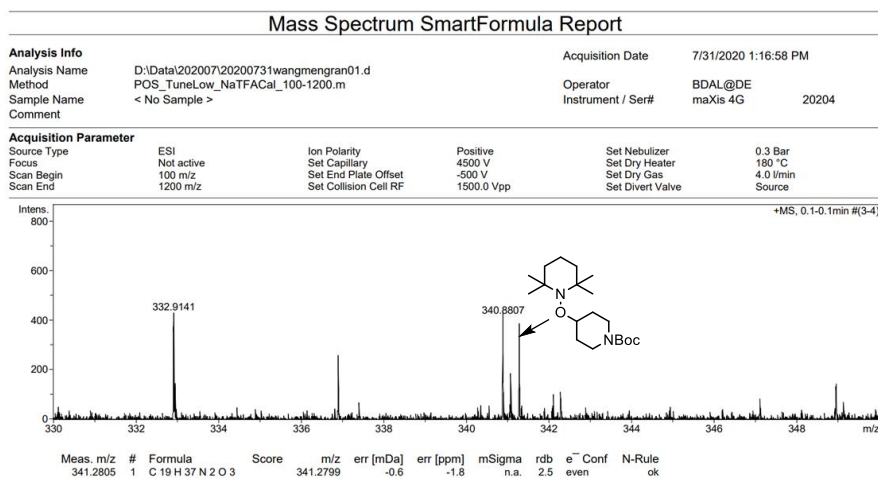 Mass Spectrum SmartFormula Report
Analysis Info
Acquisition Date 7/31/2020 1:16:58 PM
Analysis Name D:\Data\202007\20200731wangmengran01.d
Method POS_TuneLow_NaTFACal_100-1200.m
Operator BDAL@DE
Sample Name < No Sample >
Instrument / Ser# maXis 4G 20204
Comment
Acquisition Parameter
Source Type ESI Ion Polarity Positive Set Nebulizer 0.3 Bar
Focus Not active Set Capillary 4500 V Set Dry Heater 180 °C
Scan Begin 100 m/z Set End Plate Offset -500 V Set Dry Gas 4.0 l/min
Scan End 1200 m/z Set Collision Cell RF 1500.0 Vpp Set Divert Valve Source
Intens.
+MS, 0.1-0.1min #(3-4)
800
600
400
200
0
332.9141
340.8807
N
O
NBoc
330 332 334 336 338 340 342 344 346 348 m/z
Meas. m/z # Formula Score m/z err [mDa] err [ppm] mSigma rdb e⁻ Conf N-Rule
341.2805 1 C 19 H 37 N 2 O 3 341.2799 -0.6 -1.8 n.a. 2.5 even ok